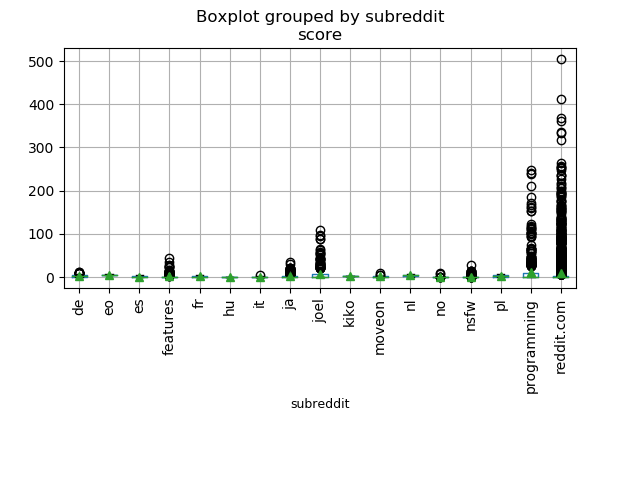 Boxplot grouped by subreddit
score
500
400
300
200
100
0
de
eo
es
features
fr
hu
it
ja
joel
kiko
moveon
nl
no
nsfw
pl
programming
reddit.com
subreddit